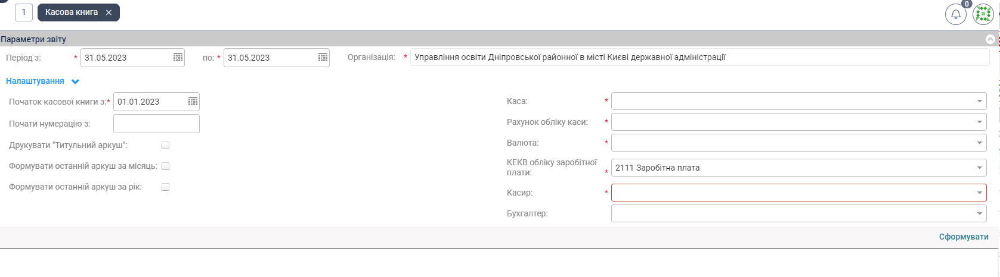 1 Касова книга ×
0
Параметри звіту
Період з: * 31.05.2023 по: * 31.05.2023 Організація: * Управління освіти Дніпровської районної в місті Києві державної адміністрації
Налаштування
Початок касової книги з:* 01.01.2023
Каса: *
Почати нумерацію з:
Рахунок обліку каси: *
Друкувати "Титульний аркуш":
Валюта: *
Формувати останній аркуш за місяць:
КЕКВ обліку заробітної
плати: * 2111 Заробітна плата
Формувати останній аркуш за рік:
Касир: *
Бухгалтер:
Сформувати